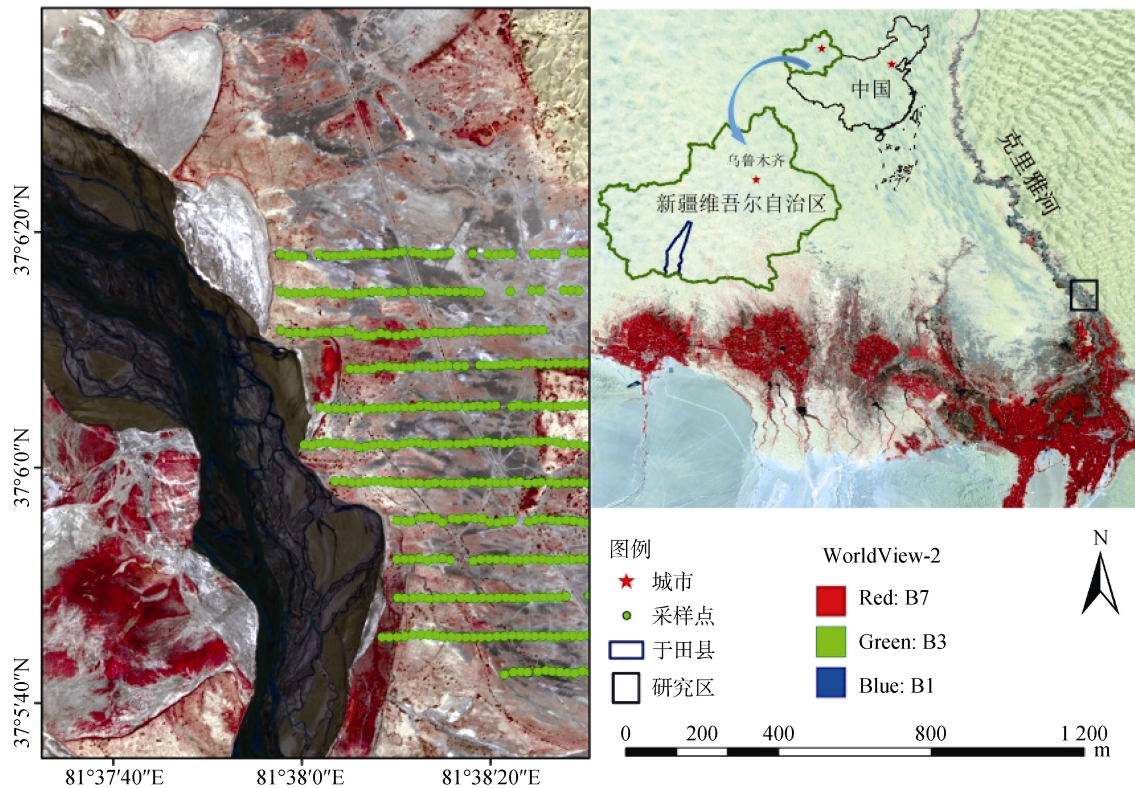 37°6′20″N
37°6′0″N
37°5′40″N
81°37′40″E
81°38′0″E
81°38′20″E
中国
乌鲁木齐
新疆维吾尔自治区
克里雅河
图例
城市
采样点
于田县
研究区
WorldView-2
Red: B7
Green: B3
Blue: B1
N
0 200 400 800 1 200
m